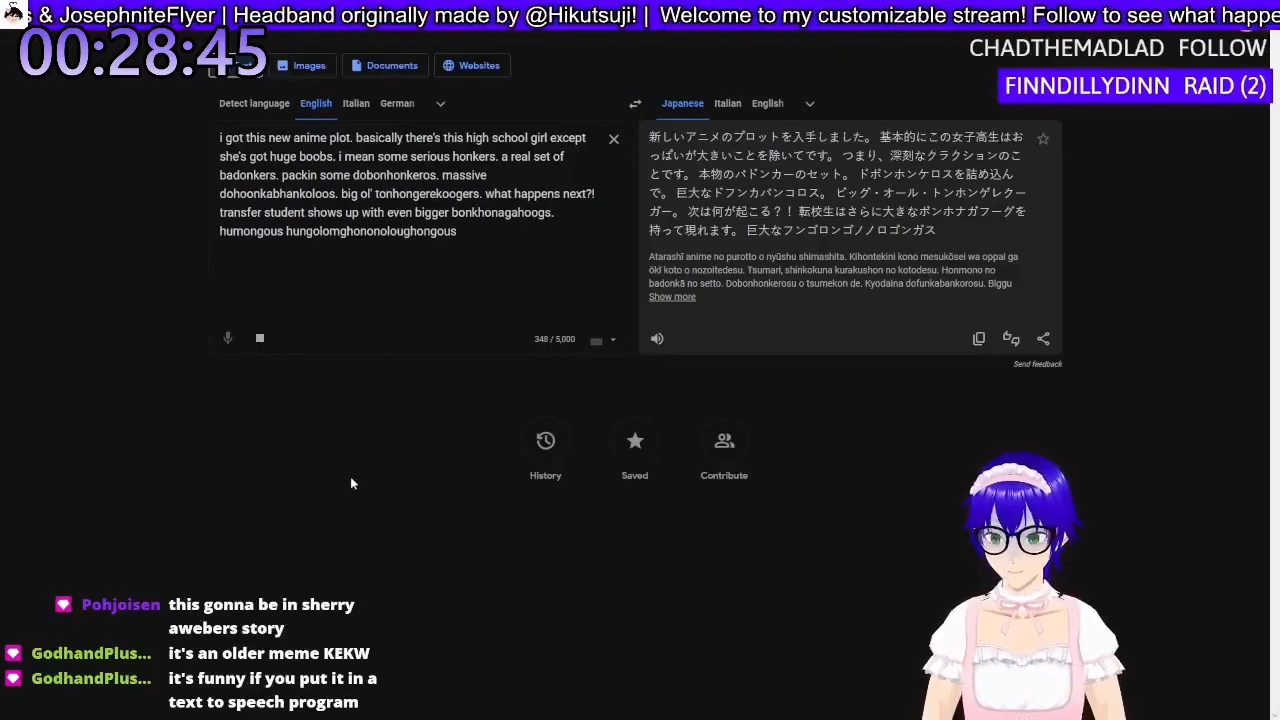 s & JosephniteFlyer | Headband originally made by @Hikutsuji! | Welcome to my customizable stream! Follow to see what happe
00:28:45
CHADTHEMADLAD FOLLOW
FINNDILLYDINN RAID (2)
Images
Documents
Websites
Detect language English Italian German
Japanese Italian English
i got this new anime plot. basically there's this high school girl except
she's got huge boobs. i mean some serious honkers. a real set of
badonkers. packin some dobonhonkeros. massive
dohoonkabhankoloos. big ol' tonhongerekoogers. what happens next?!
transfer student shows up with even bigger bonkhonagahoogs.
humongous hungolomghononoloughongous
348 / 5,000
新しいアニメのプロットを入手しました。 基本的にこの女子高生はお
っぱいが大きいことを除いてです。 つまり、深刻なクラクションのこ
とです。 本物のバドンカーのセット。 ドボンホンケロスを詰め込ん
で。 巨大なドフンカバンコロス。 ビッグ・オール・トンホンゲレクー
ガー。 次は何が起こる？！ 転校生はさらに大きなボンホナガフーグを
持って現れます。 巨大なフンゴロンゴノノロゴンガス
Atarashī anime no purotto o nyūshu shimashita. Kihontekini kono mesukōsei wa oppai ga
ōkī koto o nozoitedesu. Tsumari, shinkokuna kurakushon no kotodesu. Honmono no
badonkā no setto. Dobonhonkerosu o tsumekon de. Kyodaina dofunkabankorosu. Biggu
Show more
Send feedback
History
Saved
Contribute
Pohjoisen this gonna be in sherry
awebers story
GodhandPlus... it's an older meme KEKW
GodhandPlus... it's funny if you put it in a
text to speech program